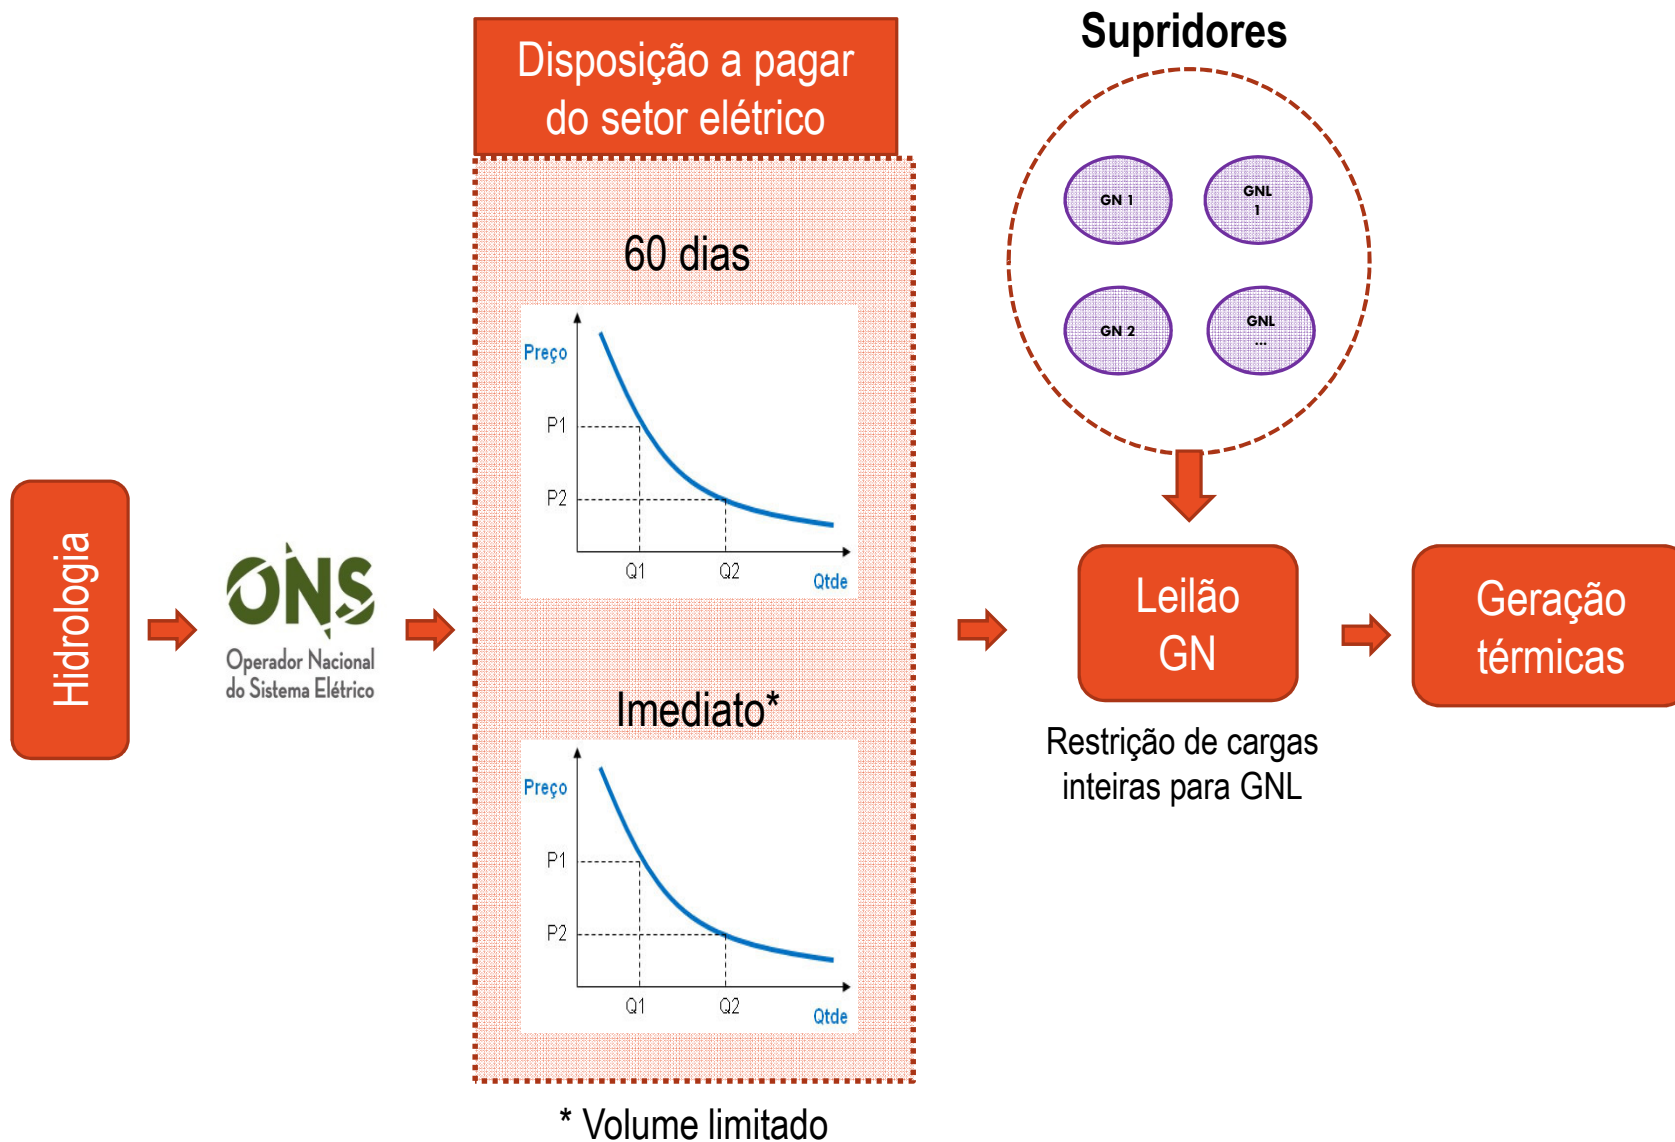 Hidrologia
ONS
Operador Nacional
do Sistema Elétrico
Disposição a pagar
do setor elétrico
60 dias
Preço
P1
P2
Q1
Q2
Qtde
Imediato*
Preço
P1
P2
Q1
Q2
Qtde
* Volume limitado
Supridores
GN 1
GNL
1
GN 2
GNL
...
Leilão
GN
Restrição de cargas
inteiras para GNL
Geração
térmicas